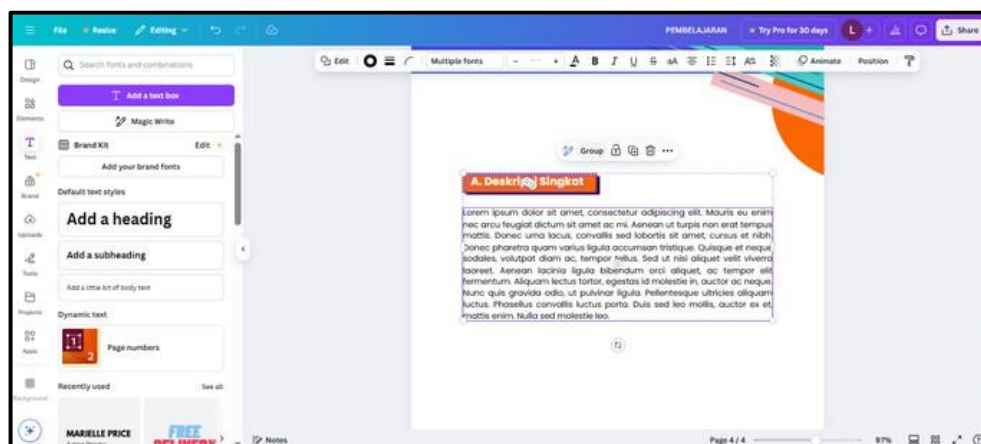 File Resize Editing PEMBELAJARAN Try Pro for 30 days L + Share
Design
Elements
Text
Brand
Uploads
Tools
Projects
Apps
Background
Search fonts and combinations
T Add a text box
Magic Write
Brand Kit Edit
Add your brand fonts
Default text styles
Add a heading
Add a subheading
Add a little bit of body text
Dynamic text
1 2 Page numbers
Recently used See all
MARIELLE PRICE
FREE
DELIVERY
Edit Multiple fonts - -- + A B I U S aA Animate Position
Group
A. Deskripsi Singkat
Lorem ipsum dolor sit amet, consectetur adipiscing elit. Mauris eu enim
nec arcu feugiat dictum sit amet ac mi. Aenean ut turpis non erat tempus
mattis. Donec urna lacus, convallis sed lobortis sit amet, cursus et nibh.
Donec pharetra quam varius ligula accumsan tristique. Quisque et neque
sodales, volutpat diam ac, tempor tellus. Sed ut nisi aliquet velit viverra
laoreet. Aenean lacinia ligula bibendum orci aliquet, ac tempor elit
fermentum. Aliquam lectus tortor, egestas id molestie in, auctor ac neque.
Nunc quis gravida odio, ut pulvinar ligula. Pellentesque ultricies aliquam
luctus. Phasellus convallis luctus porta. Duis sed leo mollis, auctor ex et,
mattis enim. Nulla sed molestie leo.
Notes Page 4 / 4 97%